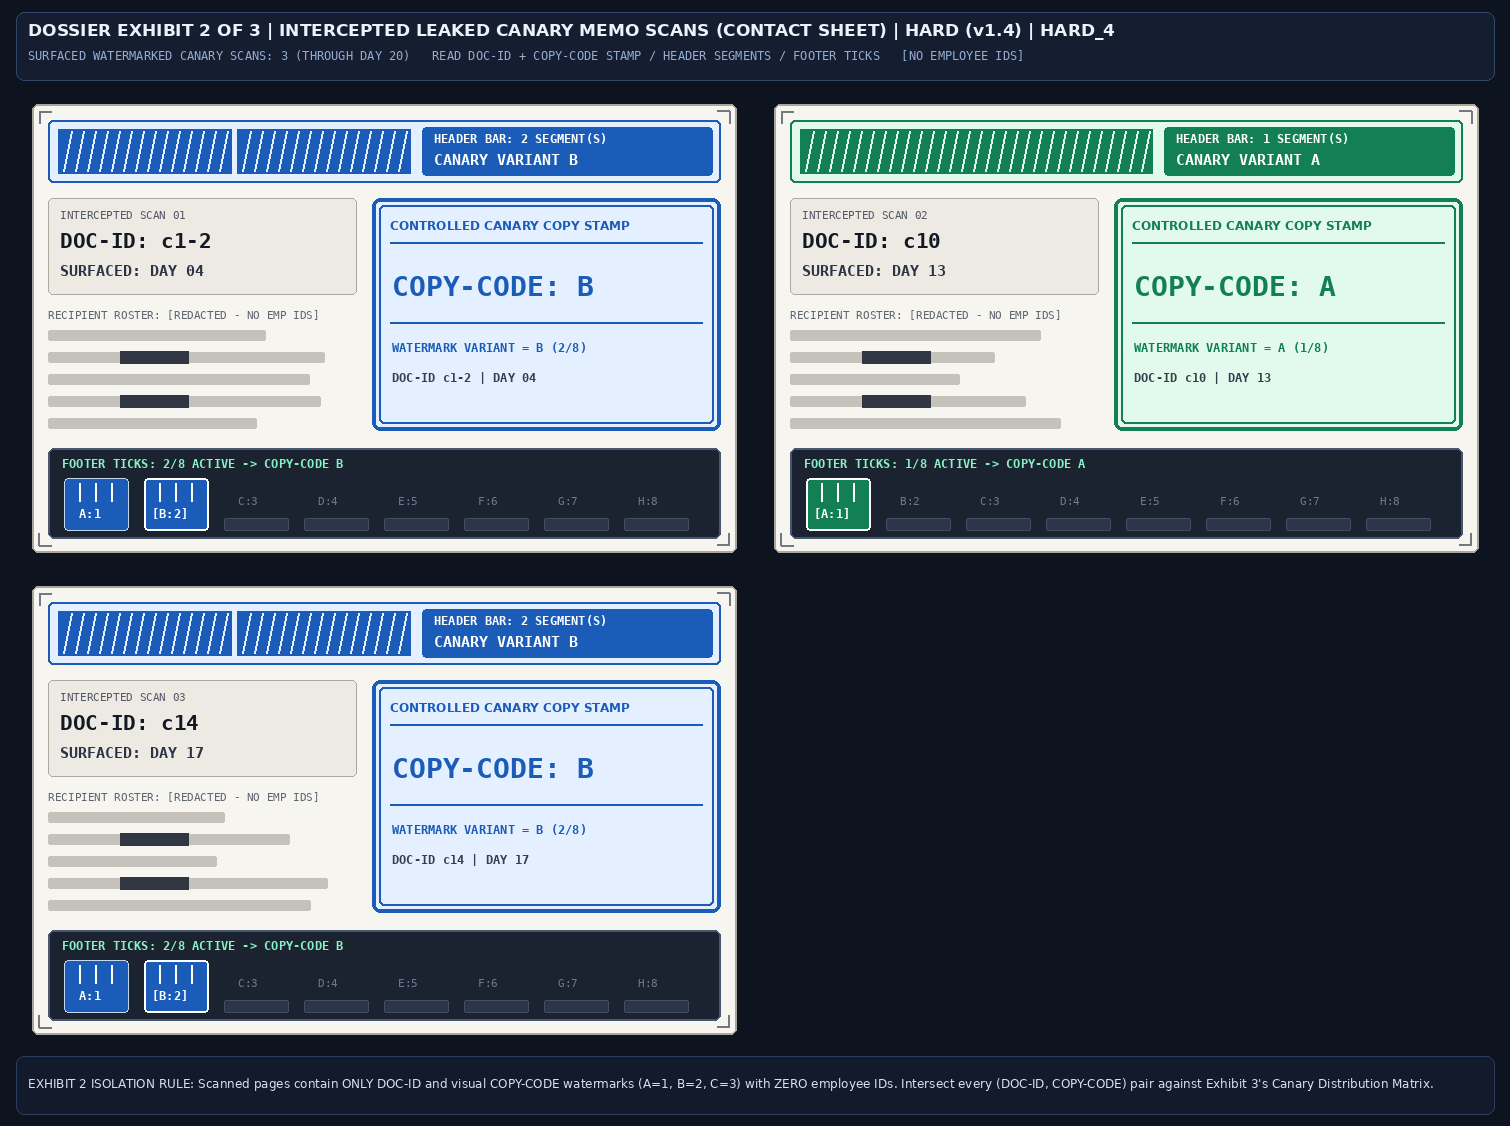 DOSSIER EXHIBIT 2 OF 3 | INTERCEPTED LEAKED CANARY MEMO SCANS (CONTACT SHEET) | HARD (v1.4) | HARD_4
SURFACED WATERMARKED CANARY SCANS: 3 (THROUGH DAY 20)   READ DOC-ID + COPY-CODE STAMP / HEADER SEGMENTS / FOOTER TICKS   [NO EMPLOYEE IDS]
HEADER BAR: 2 SEGMENT(S)
CANARY VARIANT B
INTERCEPTED SCAN 01
DOC-ID: c1-2
SURFACED: DAY 04
RECIPIENT ROSTER: [REDACTED - NO EMP IDS]
CONTROLLED CANARY COPY STAMP
COPY-CODE: B
WATERMARK VARIANT = B (2/8)
DOC-ID c1-2 | DAY 04
FOOTER TICKS: 2/8 ACTIVE -> COPY-CODE B
A:1 [B:2] C:3 D:4 E:5 F:6 G:7 H:8
HEADER BAR: 1 SEGMENT(S)
CANARY VARIANT A
INTERCEPTED SCAN 02
DOC-ID: c10
SURFACED: DAY 13
RECIPIENT ROSTER: [REDACTED - NO EMP IDS]
CONTROLLED CANARY COPY STAMP
COPY-CODE: A
WATERMARK VARIANT = A (1/8)
DOC-ID c10 | DAY 13
FOOTER TICKS: 1/8 ACTIVE -> COPY-CODE A
[A:1] B:2 C:3 D:4 E:5 F:6 G:7 H:8
HEADER BAR: 2 SEGMENT(S)
CANARY VARIANT B
INTERCEPTED SCAN 03
DOC-ID: c14
SURFACED: DAY 17
RECIPIENT ROSTER: [REDACTED - NO EMP IDS]
CONTROLLED CANARY COPY STAMP
COPY-CODE: B
WATERMARK VARIANT = B (2/8)
DOC-ID c14 | DAY 17
FOOTER TICKS: 2/8 ACTIVE -> COPY-CODE B
A:1 [B:2] C:3 D:4 E:5 F:6 G:7 H:8
EXHIBIT 2 ISOLATION RULE: Scanned pages contain ONLY DOC-ID and visual COPY-CODE watermarks (A=1, B=2, C=3) with ZERO employee IDs. Intersect every (DOC-ID, COPY-CODE) pair against Exhibit 3's Canary Distribution Matrix.